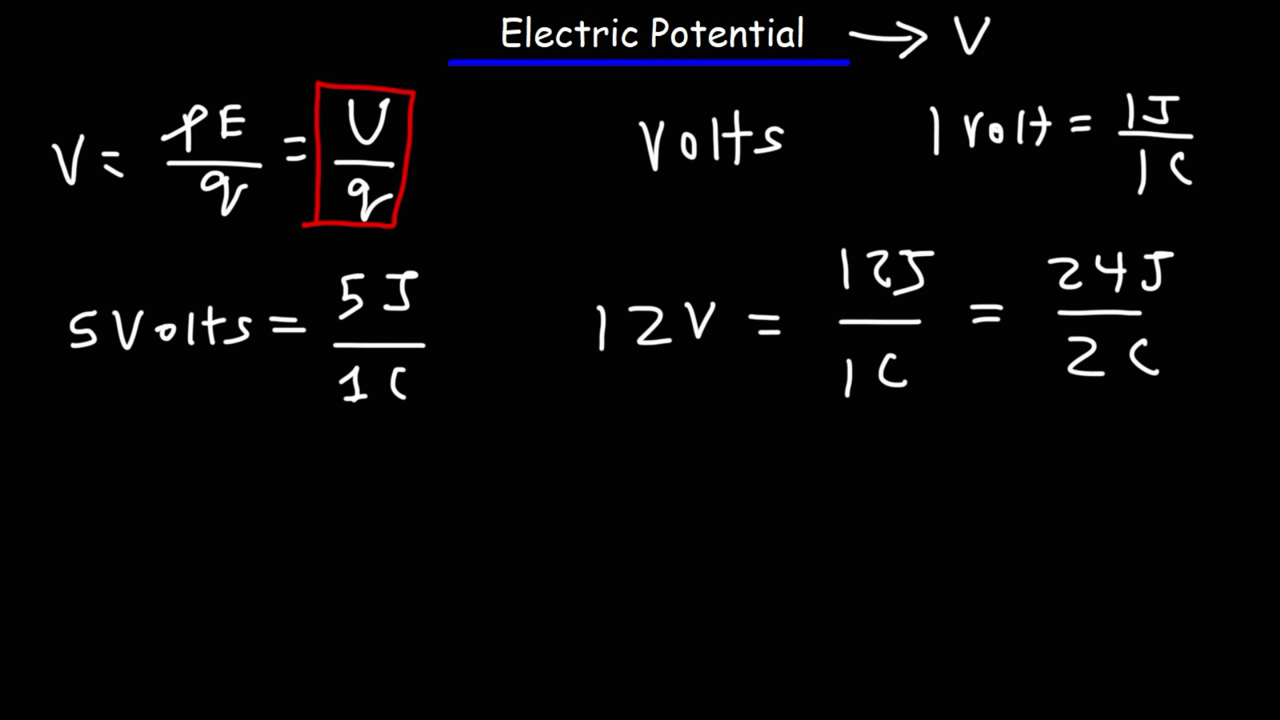 Electric Potential → V
V = PE/q = U/q
Volts
1 Volt = 1J/1C
5 Volts = 5J/1C
12V = 12J/1C = 24J/2C